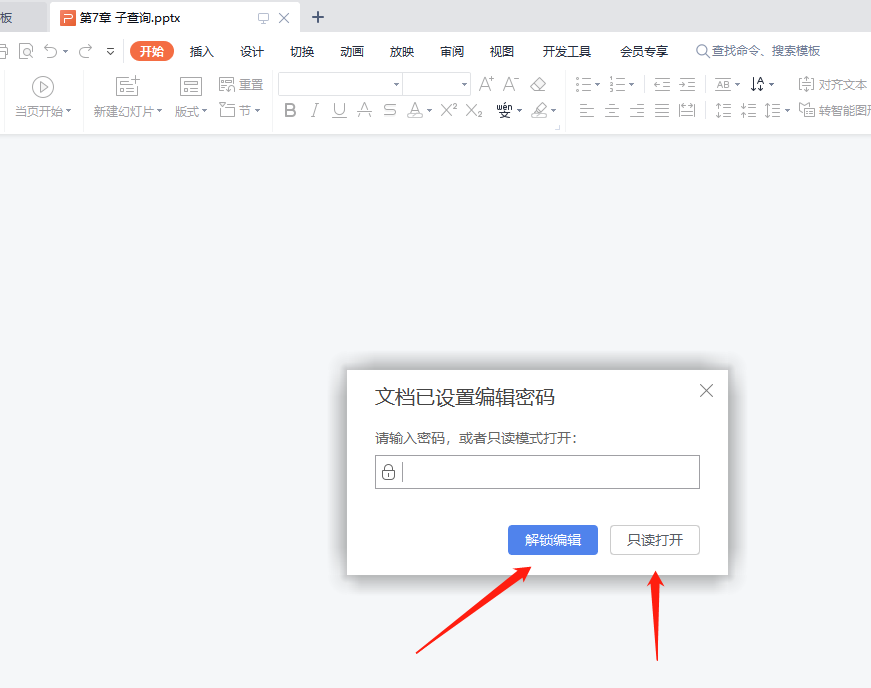 板
第7章 子查询.pptx
开始 插入 设计 切换 动画 放映 审阅 视图 开发工具 会员专享 查找命令、搜索模板
重置 对齐文本
当页开始 新建幻灯片 版式 节 转智能图形
文档已设置编辑密码
请输入密码，或者只读模式打开：
解锁编辑 只读打开